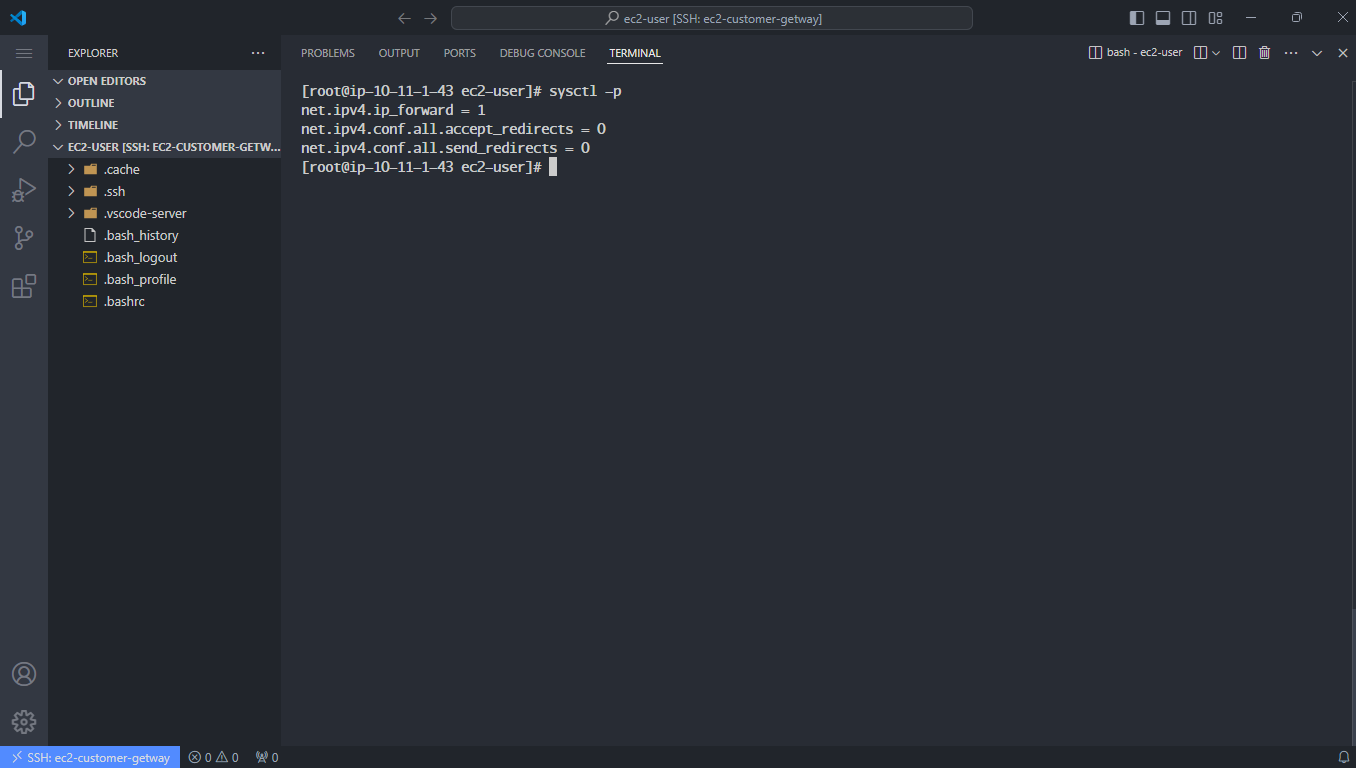 ec2-user [SSH: ec2-customer-getway]
EXPLORER
OPEN EDITORS
OUTLINE
TIMELINE
EC2-USER [SSH: EC2-CUSTOMER-GETW...
.cache
.ssh
.vscode-server
.bash_history
.bash_logout
.bash_profile
.bashrc
PROBLEMS OUTPUT PORTS DEBUG CONSOLE TERMINAL
bash - ec2-user
[root@ip-10-11-1-43 ec2-user]# sysctl -p
net.ipv4.ip_forward = 1
net.ipv4.conf.all.accept_redirects = 0
net.ipv4.conf.all.send_redirects = 0
[root@ip-10-11-1-43 ec2-user]#
SSH: ec2-customer-getway 0 0 0